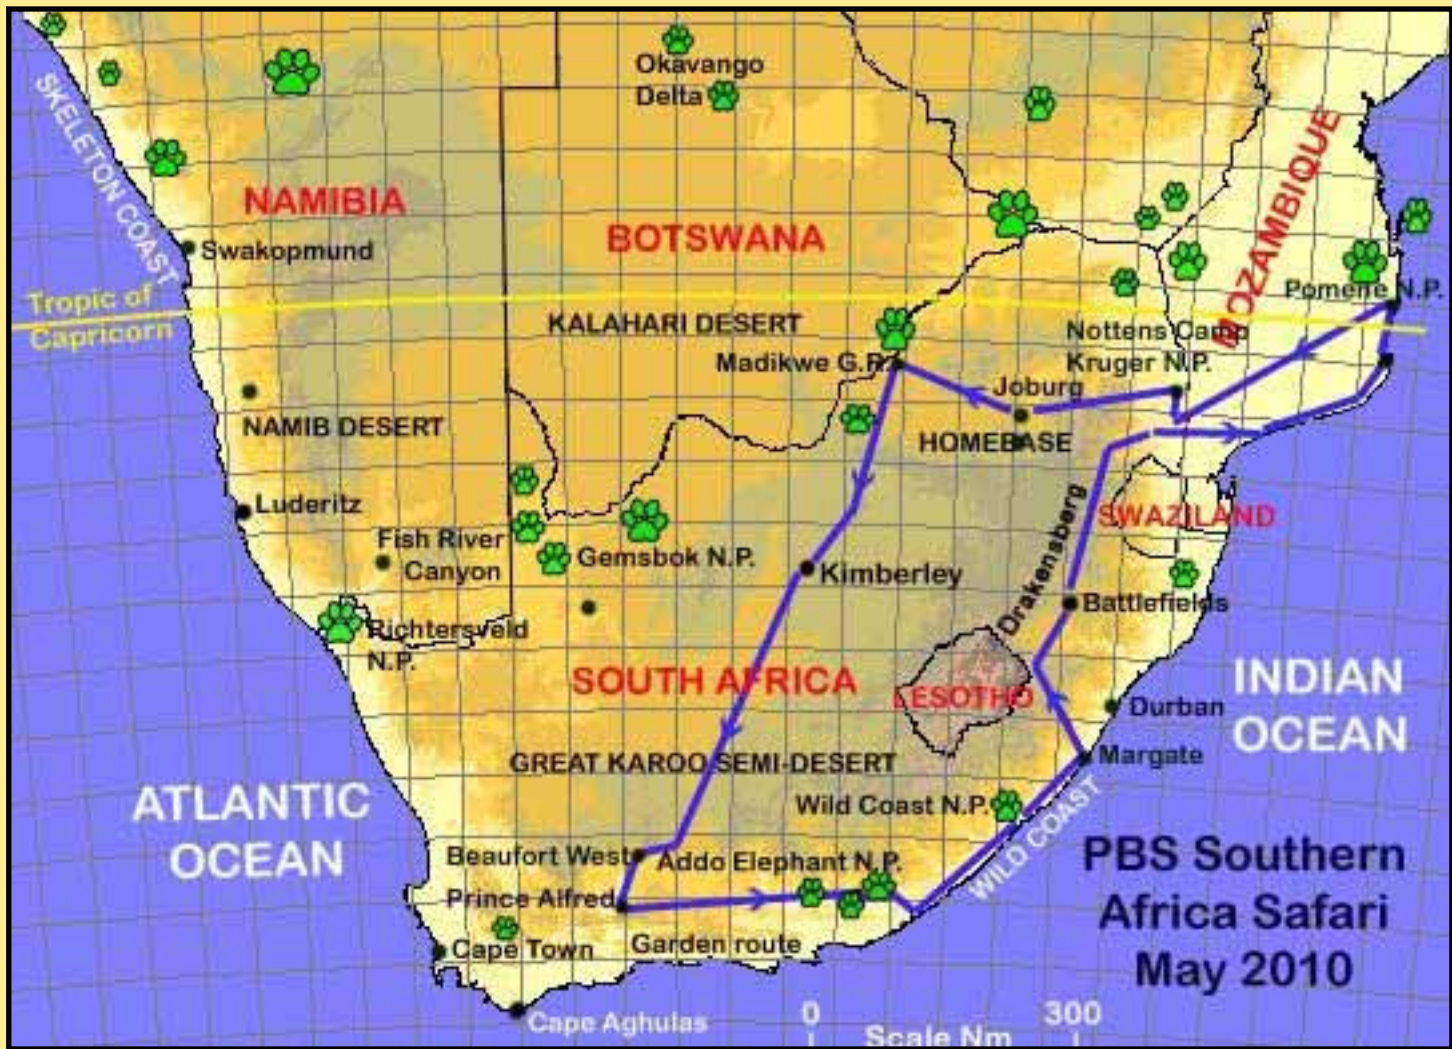 Okavango
Delta
SKELETON COAST
NAMIBIA
MOZAMBIQUE
BOTSWANA
Swakopmund
Tropic of
Capricorn
Pomene N.P.
KALAHARI DESERT
Nottens Camp
Kruger N.P.
Madikwe G.R.
Joburg
NAMIB DESERT
HOMEBASE
Luderitz
Drakensberg
SWAZILAND
Fish River
Canyon
Gemsbok N.P.
Kimberley
Battlefields
Richtersveld
N.P.
SOUTH AFRICA
LESOTHO
INDIAN
OCEAN
Durban
Margate
GREAT KAROO SEMI-DESERT
ATLANTIC
OCEAN
Wild Coast N.P.
WILD COAST
Beaufort West
Addo Elephant N.P.
Prince Alfred
Garden route
Cape Town
PBS Southern
Africa Safari
May 2010
Cape Aghulas
0 300
Scale Nm